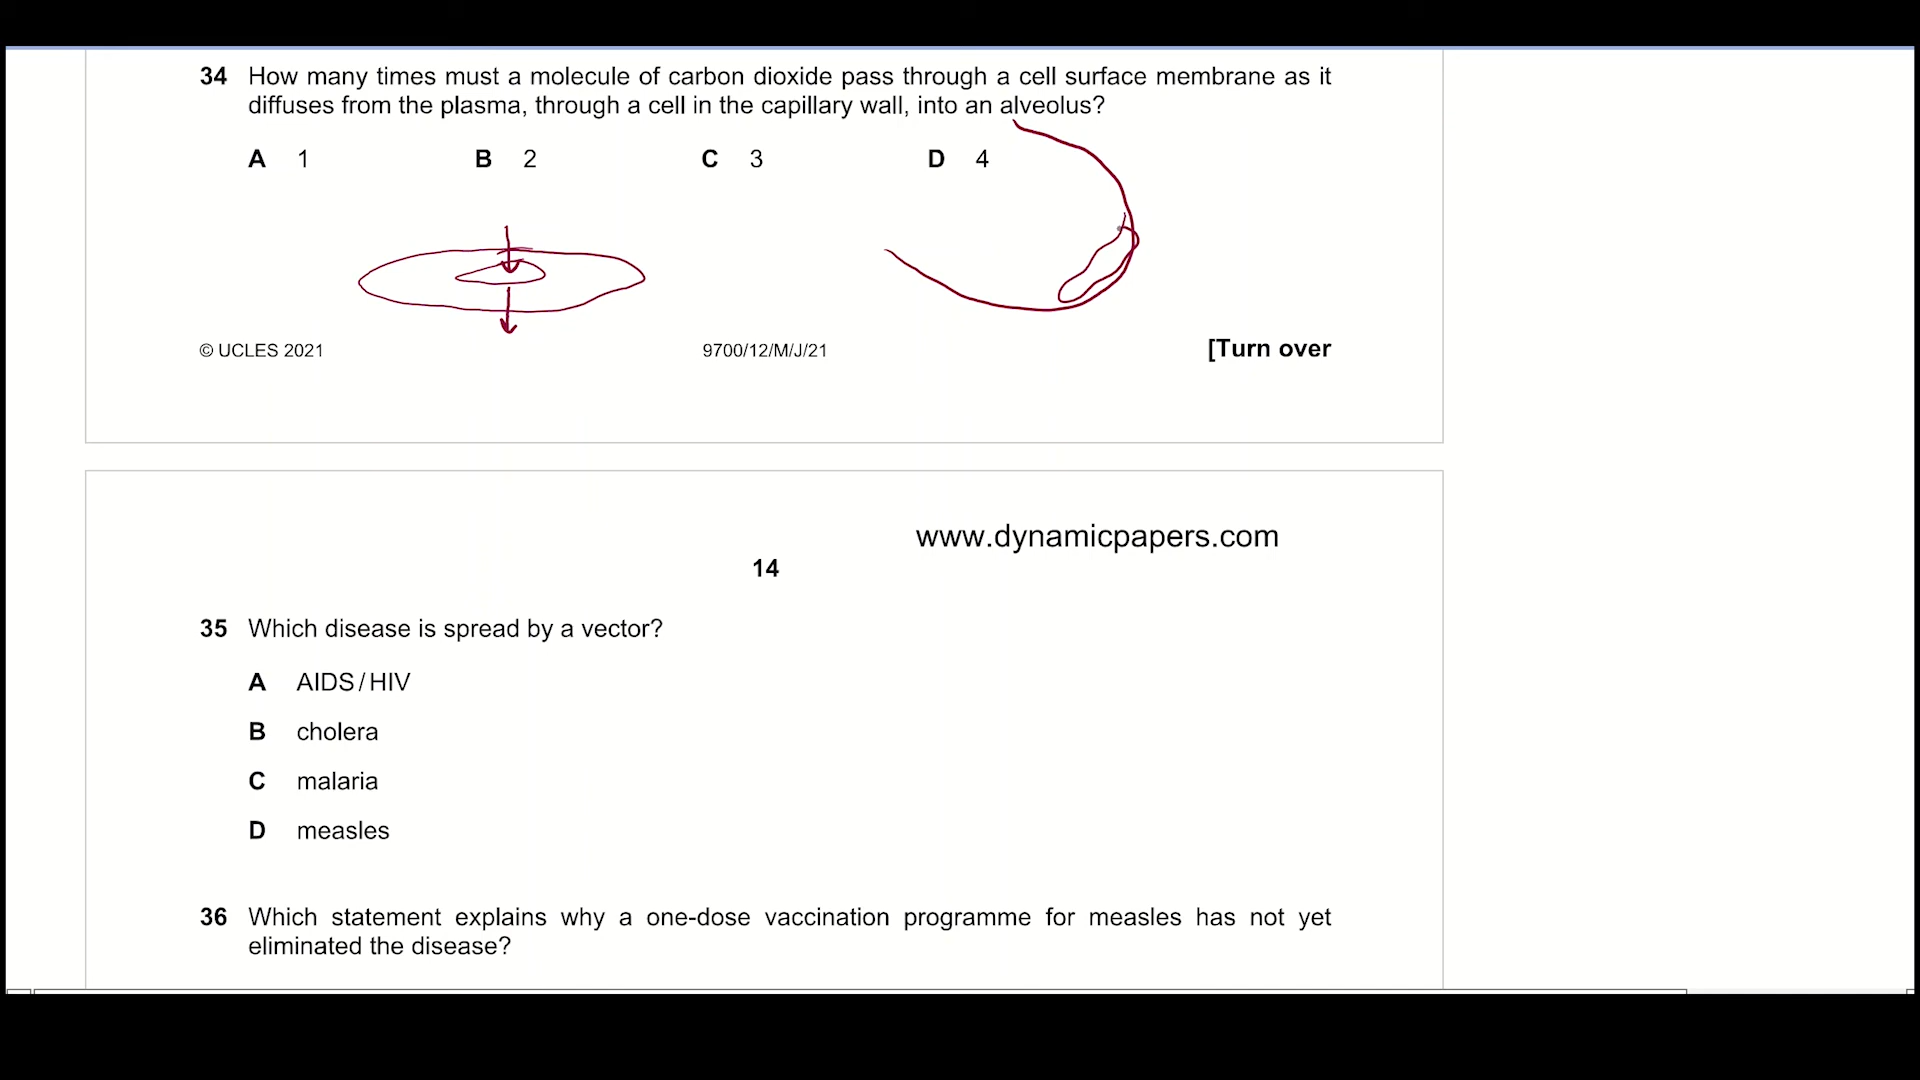 34 How many times must a molecule of carbon dioxide pass through a cell surface membrane as it
diffuses from the plasma, through a cell in the capillary wall, into an alveolus?
A 1 B 2 C 3 D 4
© UCLES 2021 9700/12/M/J/21 [Turn over
www.dynamicpapers.com
14
35 Which disease is spread by a vector?
A AIDS/HIV
B cholera
C malaria
D measles
36 Which statement explains why a one-dose vaccination programme for measles has not yet
eliminated the disease?